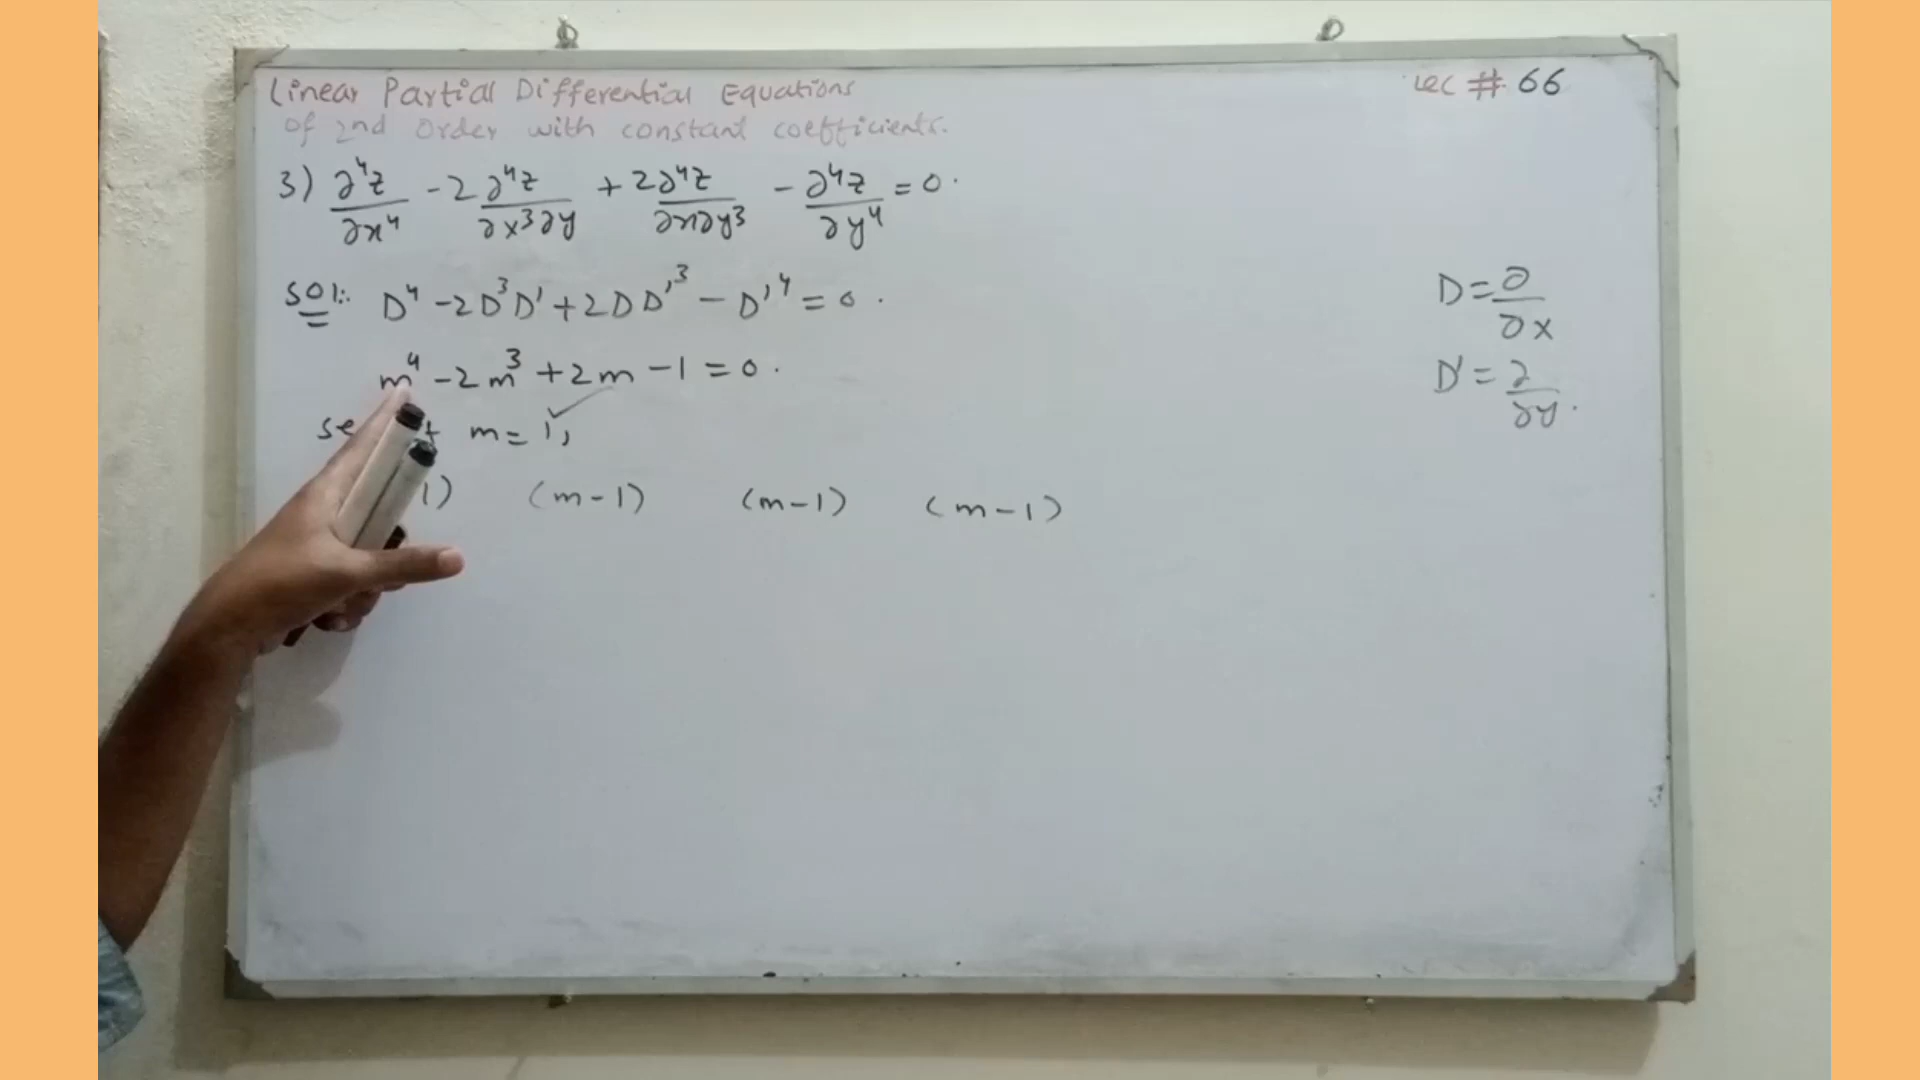 Linear Partial Differential Equations
Lec # 66
of 2nd Order with constant coefficients.
3) ∂⁴z/∂x⁴ - 2 ∂⁴z/∂x³∂y + 2∂⁴z/∂x∂y³ - ∂⁴z/∂y⁴ = 0.
Sol:. D⁴ - 2D³D' + 2DD'³ - D'⁴ = 0.
D = ∂/∂x
m⁴ - 2m³ + 2m - 1 = 0.
D' = ∂/∂y.
m = 1,
1) (m-1) (m-1) (m-1)